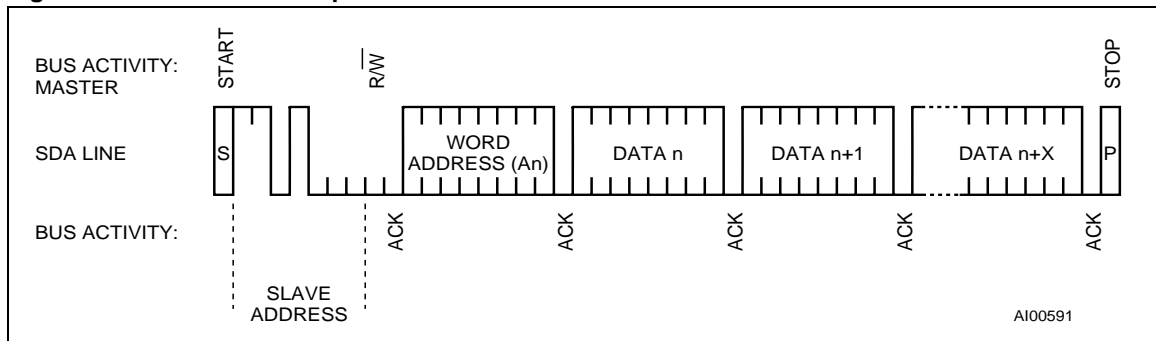 BUS ACTIVITY:
MASTER
START
R/W
STOP
SDA LINE
S
WORD
ADDRESS (An)
DATA n
DATA n+1
DATA n+X
P
BUS ACTIVITY:
ACK
ACK
ACK
ACK
ACK
SLAVE
ADDRESS
AI00591